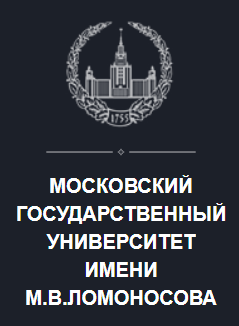 1755
МОСКОВСКИЙ
ГОСУДАРСТВЕННЫЙ
УНИВЕРСИТЕТ
ИМЕНИ
М.В.ЛОМОНОСОВА